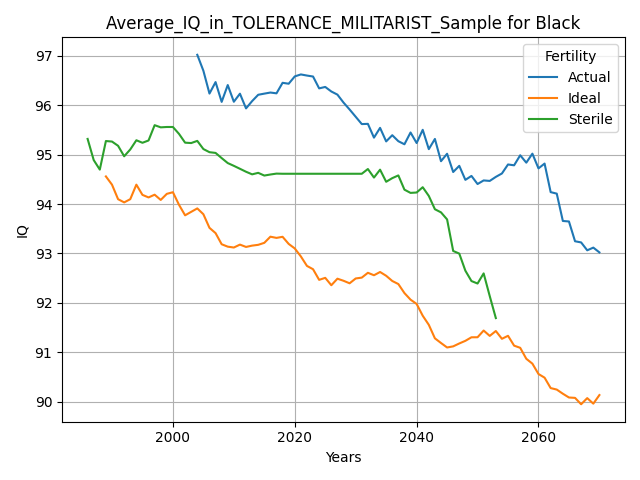 Average_IQ_in_TOLERANCE_MILITARIST_Sample for Black
Fertility
Actual
Ideal
Sterile
IQ
97
96
95
94
93
92
91
90
2000 2020 2040 2060
Years